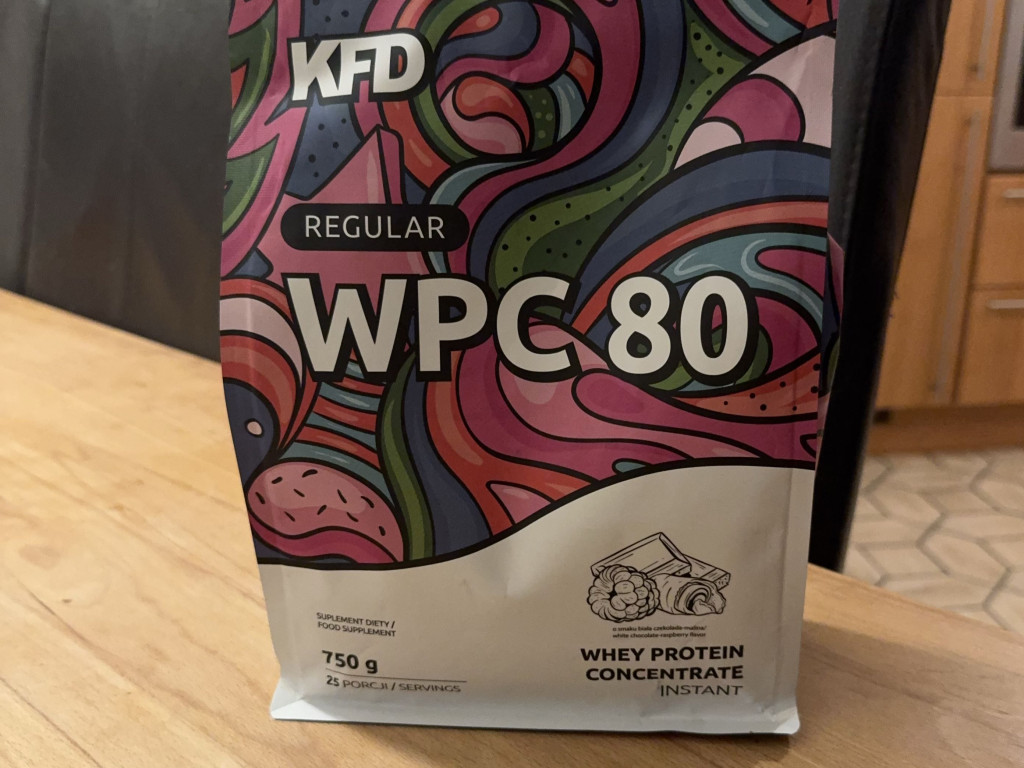 KFD
REGULAR
WPC 80
SUPLEMENT DIETY /
FOOD SUPPLEMENT
750 g
25 PORCJI / SERVINGS
o smaku biała czekolada-malina/
white chocolate-raspberry flavor
WHEY PROTEIN
CONCENTRATE
INSTANT